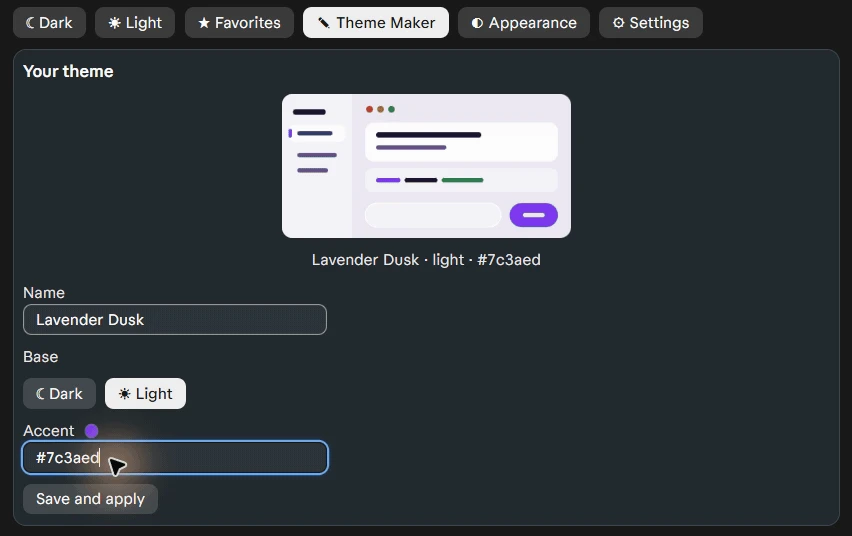 Dark Light Favorites Theme Maker Appearance Settings
Your theme
Lavender Dusk · light · #7c3aed
Name
Lavender Dusk
Base
Dark Light
Accent
#7c3aed
Save and apply